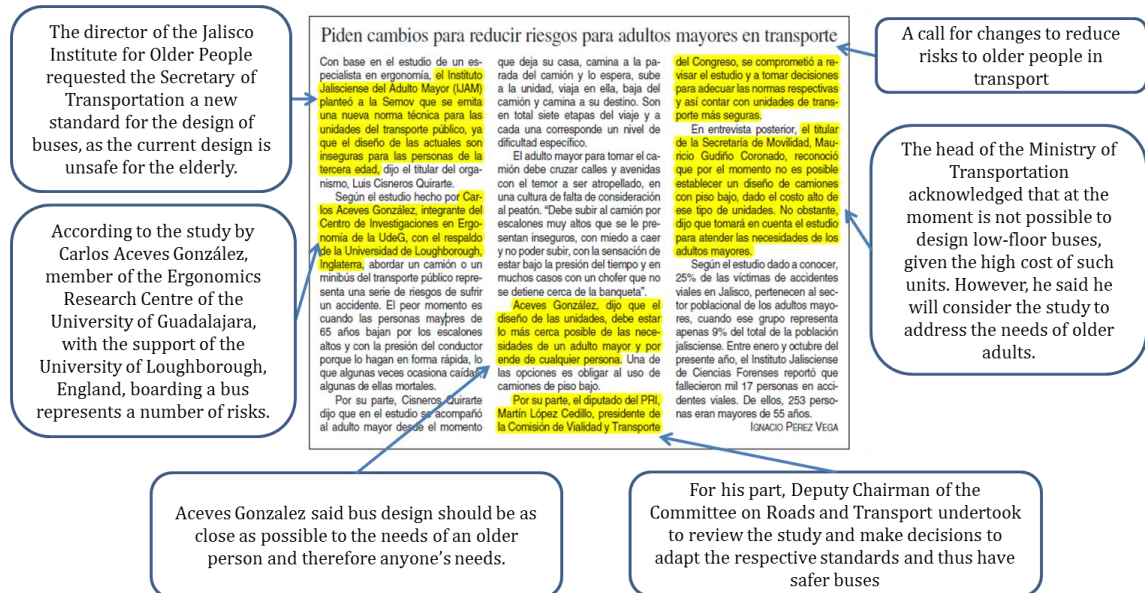 The director of the Jalisco
Institute for Older People
requested the Secretary of
Transportation a new
standard for the design of
buses, as the current design is
unsafe for the elderly.
According to the study by
Carlos Aceves González,
member of the Ergonomics
Research Centre of the
University of Guadalajara,
with the support of the
University of Loughborough,
England, boarding a bus
represents a number of risks.
Piden cambios para reducir riesgos para adultos mayores en transporte
Con base en el estudio de un es-
pecialista en ergonomía, el Instituto
Jalisciense del Adulto Mayor (IJAM)
planteó a la Semov que se emita
una nueva norma técnica para las
unidades del transporte público, ya
que el diseño de las actuales son
inseguras para las personas de la
tercera edad, dijo el titular del orga-
nismo, Luis Cisneros Quirarte.
Según el estudio hecho por Car-
los Aceves González, integrante del
Centro de Investigaciones en Ergo-
nomía de la UdeG, con el respaldo
de la Universidad de Loughborough,
Inglaterra, abordar un camión o un
minibús del transporte público repre-
senta una serie de riesgos de sufrir
un accidente. El peor momento es
cuando las personas mayores de
65 años bajan por los escalones
altos y con la presión del conductor
porque lo hagan en forma rápida, lo
que algunas veces ocasiona caídas,
algunas de ellas mortales.
Por su parte, Cisneros Quirarte
dijo que en el estudio se acompañó
al adulto mayor desde el momento
que deja su casa, camina a la pa-
rada del camión y lo espera, sube
a la unidad, viaja en ella, baja del
camión y camina a su destino. Son
en total siete etapas del viaje y a
cada una corresponde un nivel de
dificultad específico.
El adulto mayor para tomar el ca-
mión debe cruzar calles y avenidas
con el temor a ser atropellado, en
una cultura de falta de consideración
al peatón. "Debe subir al camión por
escalones muy altos que se le pre-
sentan inseguros, con miedo a caer
y no poder subir, con la sensación de
estar bajo la presión del tiempo y en
muchos casos con un chofer que no
se detiene cerca de la banqueta".
Aceves González, dijo que el
diseño de las unidades, debe estar
lo más cerca posible de las nece-
sidades de un adulto mayor y por
ende de cualquier persona. Una de
las opciones es obligar al uso de
camiones de piso bajo.
Por su parte, el diputado del PRI,
Martín López Cedillo, presidente de
la Comisión de Vialidad y Transporte
del Congreso, se comprometió a re-
visar el estudio y a tomar decisiones
para adecuar las normas respectivas
y así contar con unidades de trans-
porte más seguras.
En entrevista posterior, el titular
de la Secretaría de Movilidad, Mau-
ricio Gudiño Coronado, reconoció
que por el momento no es posible
establecer un diseño de camiones
con piso bajo, dado el costo alto de
ese tipo de unidades. No obstante,
dijo que tomará en cuenta el estudio
para atender las necesidades de los
adultos mayores.
Según el estudio dado a conocer,
25% de las víctimas de accidentes
viales en Jalisco, pertenecen al sec-
tor poblacional de los adultos mayo-
res, cuando ese grupo representa
apenas 9% del total de la población
jalisciense. Entre enero y octubre del
presente año, el Instituto Jalisciense
de Ciencias Forenses reportó que
fallecieron mil 17 personas en acci-
dentes viales. De ellos, 253 perso-
nas eran mayores de 55 años.
IGNACIO PÉREZ VEGA
A call for changes to reduce
risks to older people in
transport
The head of the Ministry of
Transportation
acknowledged that at the
moment is not possible to
design low-floor buses,
given the high cost of such
units. However, he said he
will consider the study to
address the needs of older
adults.
Aceves Gonzalez said bus design should be as
close as possible to the needs of an older
person and therefore anyone's needs.
For his part, Deputy Chairman of the
Committee on Roads and Transport undertook
to review the study and make decisions to
adapt the respective standards and thus have
safer buses